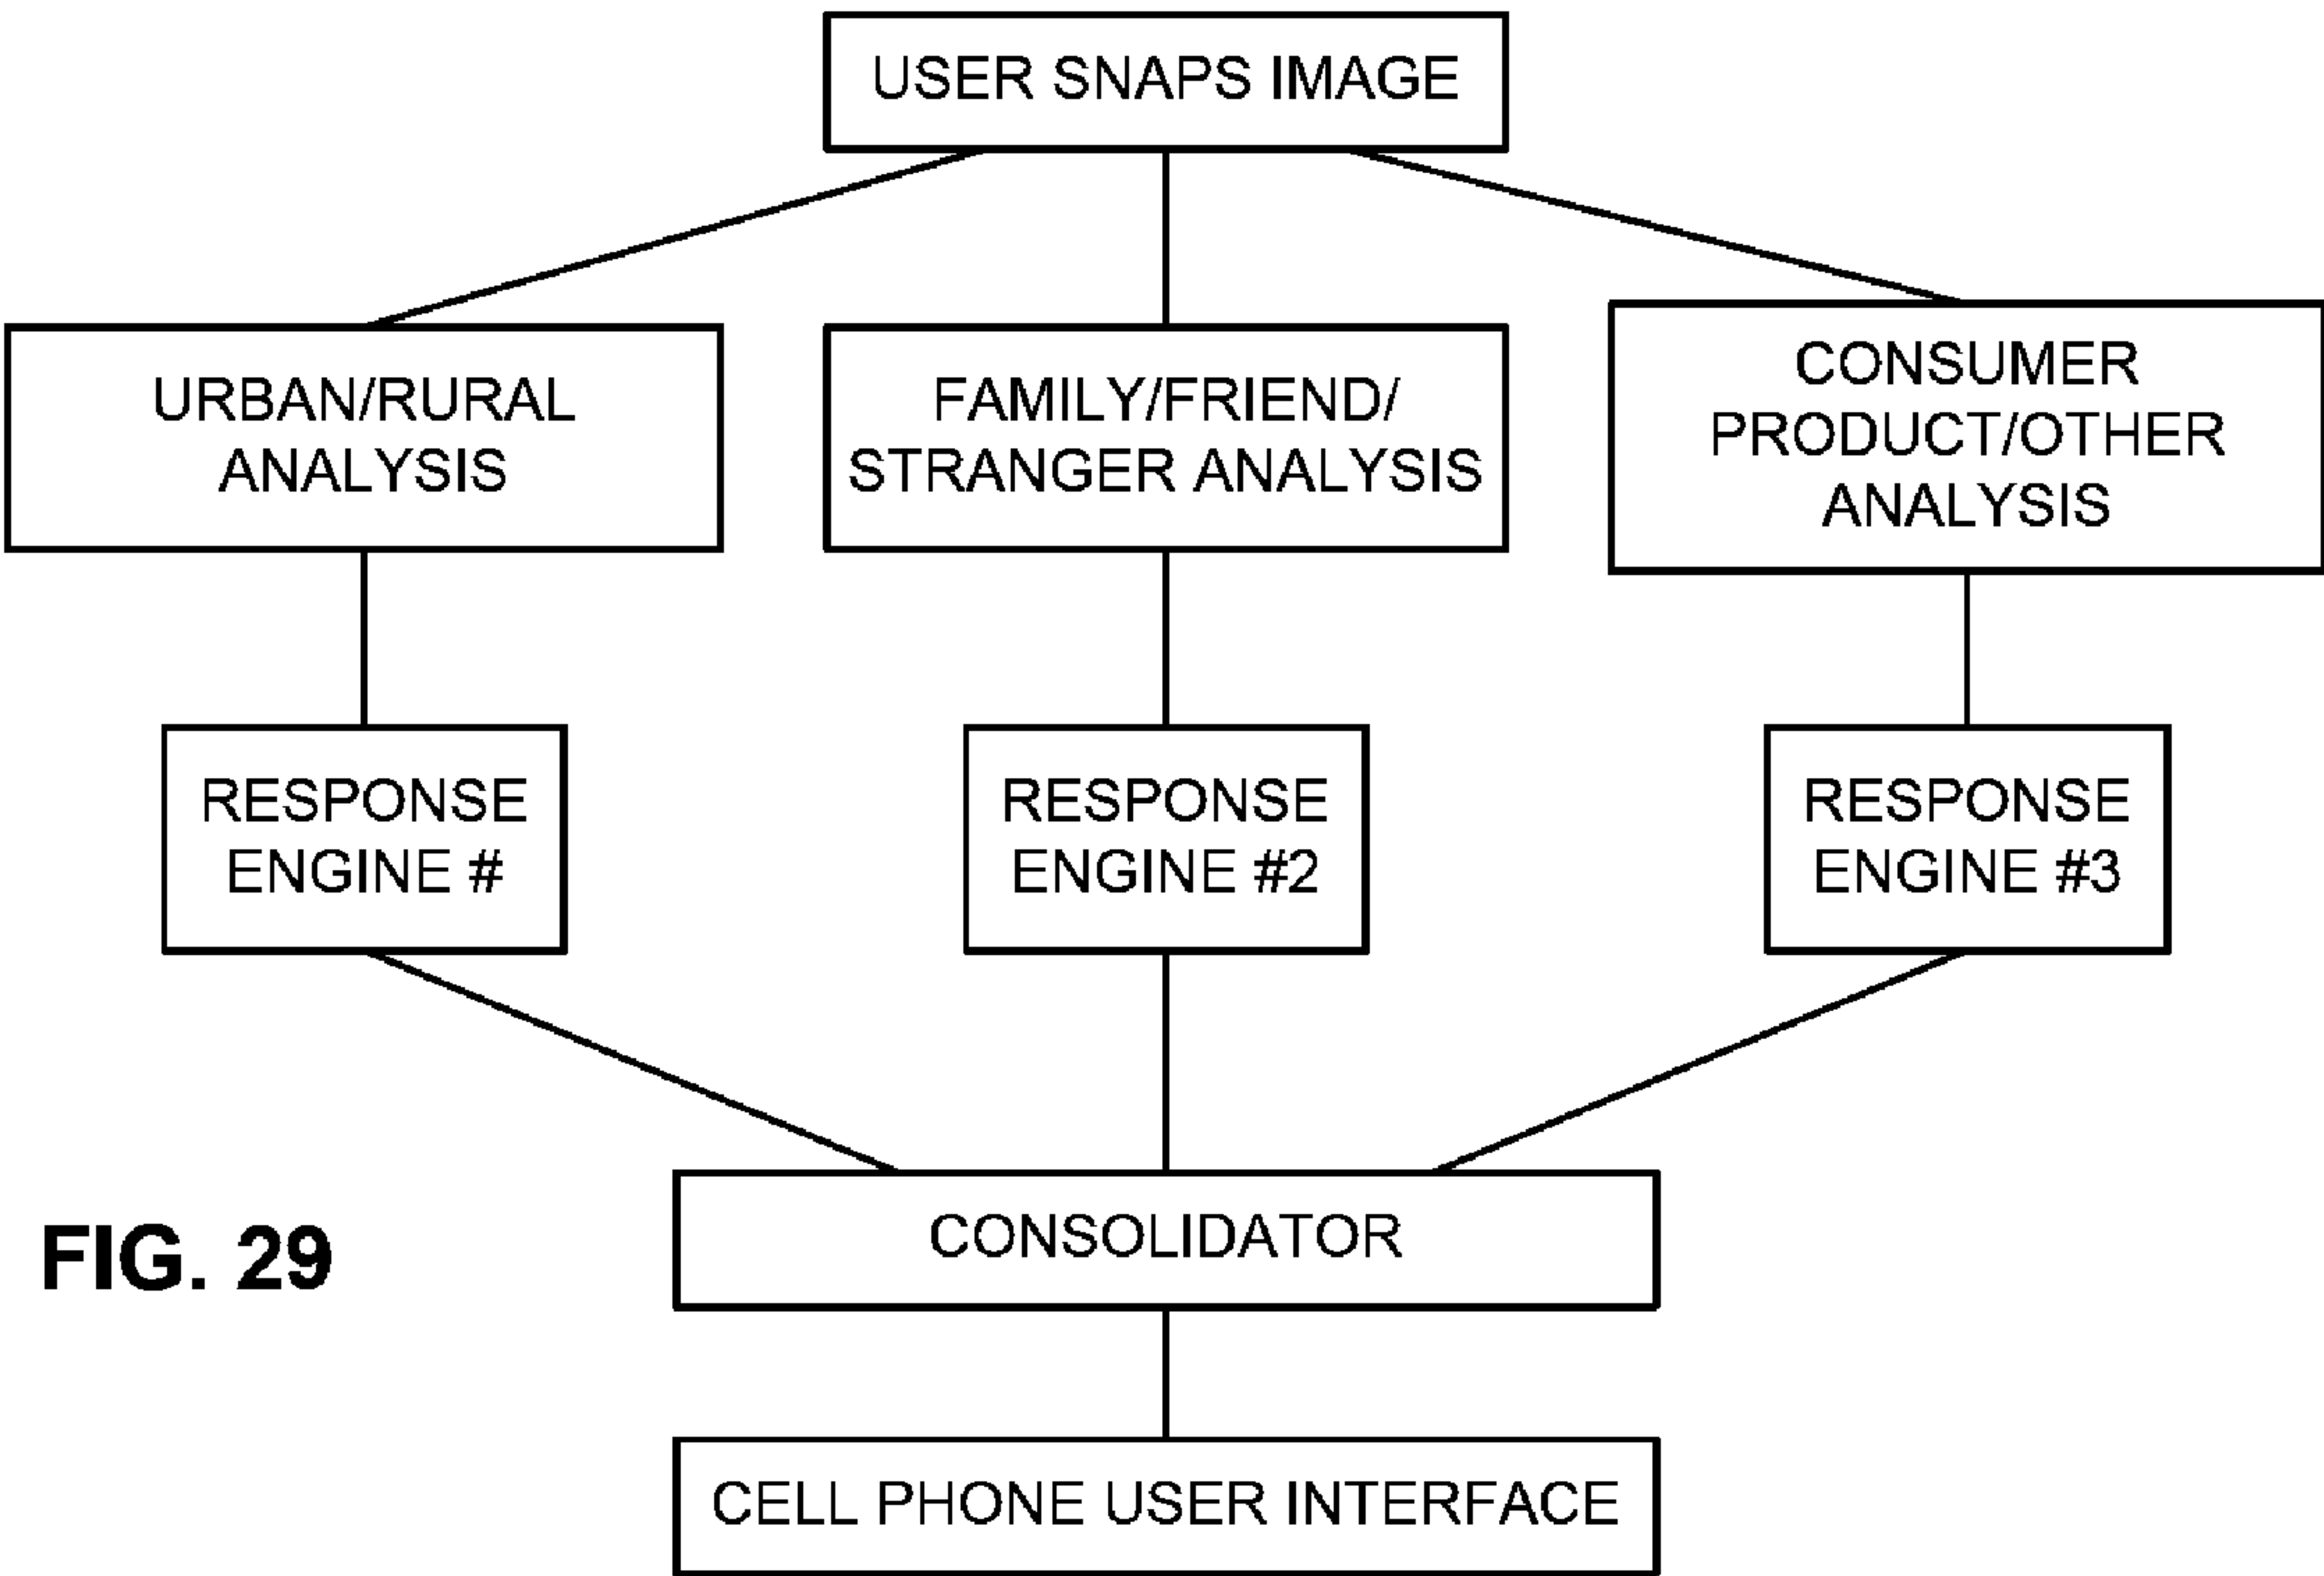 USER SNAPS IMAGE
URBAN/RURAL
ANALYSIS
FAMILY/FRIEND/
STRANGER ANALYSIS
CONSUMER
PRODUCT/OTHER
ANALYSIS
RESPONSE
ENGINE #
RESPONSE
ENGINE #2
RESPONSE
ENGINE #3
CONSOLIDATOR
FIG. 29
CELL PHONE USER INTERFACE